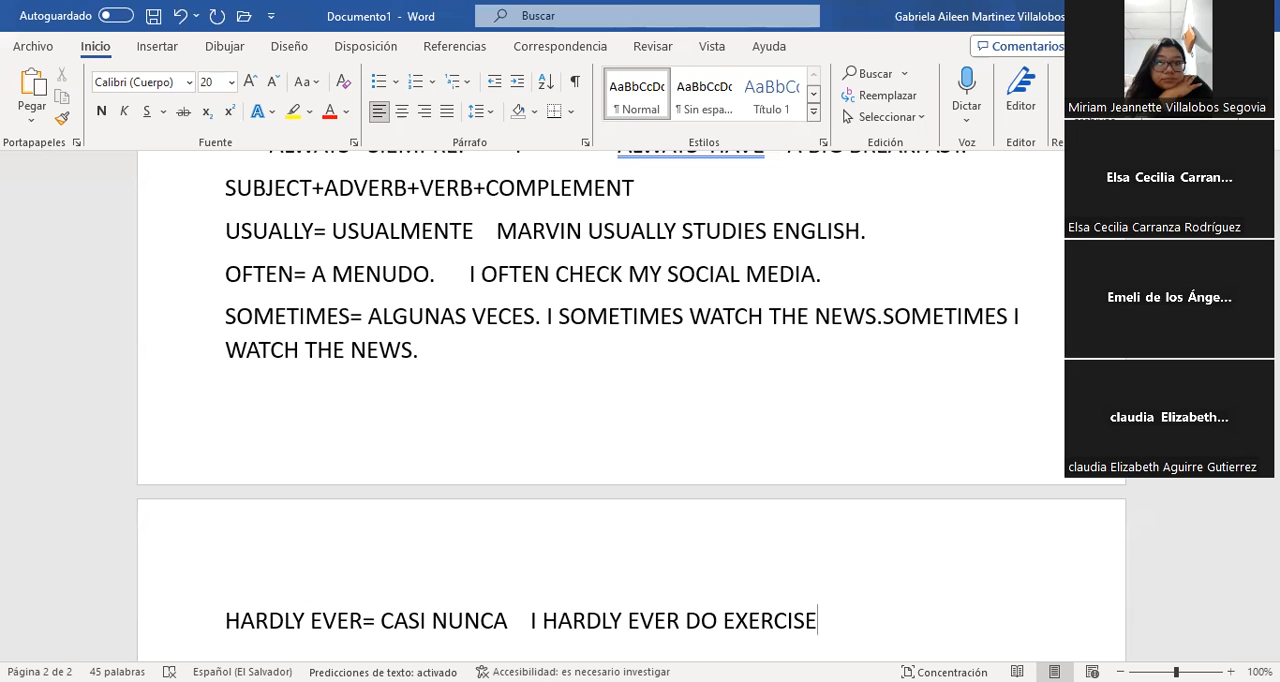 Autoguardado
Documento1 - Word
Buscar
Gabriela Aileen Martinez Villalobos
Archivo Inicio Insertar Dibujar Diseño Disposición Referencias Correspondencia Revisar Vista Ayuda
Comentarios
Pegar
Calibri (Cuerpo) 20
AaBbCcDc AaBbCcDc AaBbCc
¶ Normal ¶ Sin espa... Título 1
Buscar
Reemplazar
Seleccionar
Dictar
Editor
Portapapeles Fuente Párrafo Estilos Edición Voz Editor
SUBJECT+ADVERB+VERB+COMPLEMENT
USUALLY= USUALMENTE MARVIN USUALLY STUDIES ENGLISH.
OFTEN= A MENUDO. I OFTEN CHECK MY SOCIAL MEDIA.
SOMETIMES= ALGUNAS VECES. I SOMETIMES WATCH THE NEWS.SOMETIMES I
WATCH THE NEWS.
HARDLY EVER= CASI NUNCA I HARDLY EVER DO EXERCISE
Miriam Jeannette Villalobos Segovia
Elsa Cecilia Carran...
Elsa Cecilia Carranza Rodríguez
Emeli de los Ánge...
claudia Elizabeth...
claudia Elizabeth Aguirre Gutierrez
Página 2 de 2 45 palabras Español (El Salvador) Predicciones de texto: activado Accesibilidad: es necesario investigar
Concentración
100%